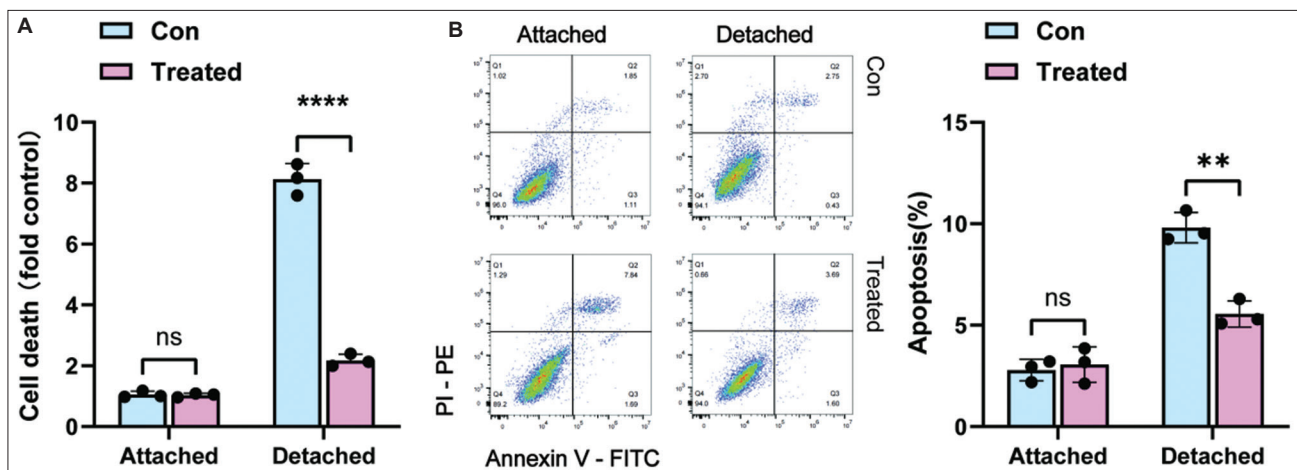 A
Con
Treated
Cell death (fold control)
10
8
6
4
2
0
ns
****
Attached
Detached
B
Attached
Detached
Con
Treated
PI - PE
Annexin V - FITC
Q1
1.02
Q2
1.85
Q4
96.0
Q3
1.11
Q1
2.70
Q2
2.75
Q4
94.1
Q3
0.43
Q1
1.29
Q2
7.84
Q4
89.2
Q3
1.69
Q1
0.66
Q2
3.69
Q4
94.0
Q3
1.60
Con
Treated
Apoptosis(%)
15
10
5
0
ns
**
Attached
Detached